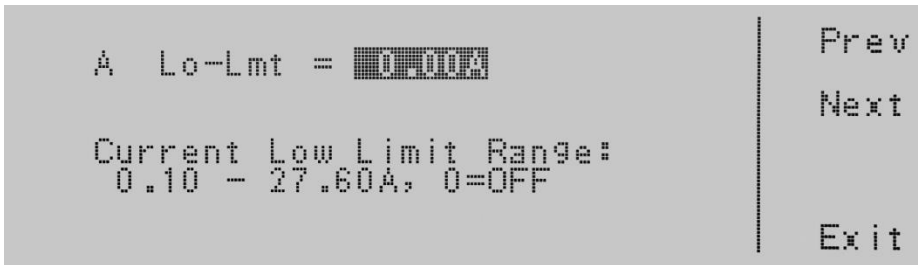 A Lo-Lmt = 0.00A
Current Low Limit Range:
0.10 - 27.60A, 0=OFF
Prev
Next
Exit